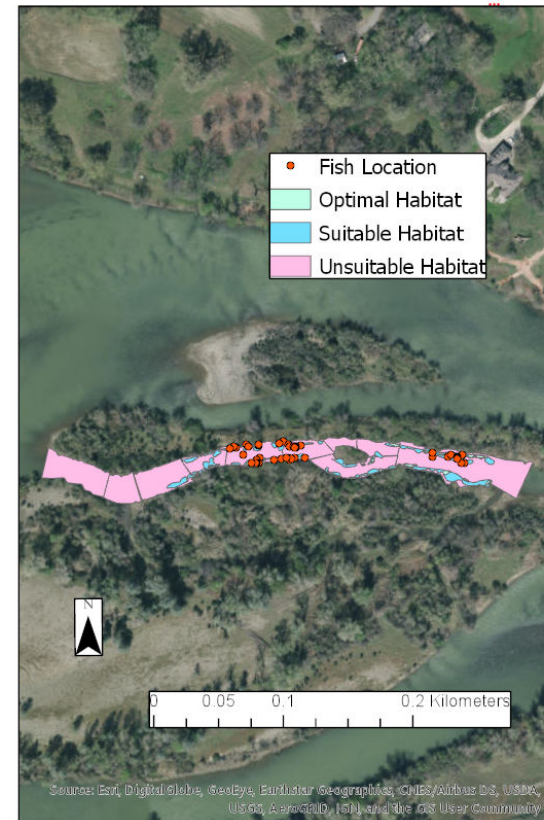 Fish Location
Optimal Habitat
Suitable Habitat
Unsuitable Habitat
N
0 0.05 0.1 0.2 Kilometers
Source: Esri, DigitalGlobe, GeoEye, Earthstar Geographics, CNES/Airbus DS, USDA,
USGS, AeroGRID, IGN, and the GIS User Community